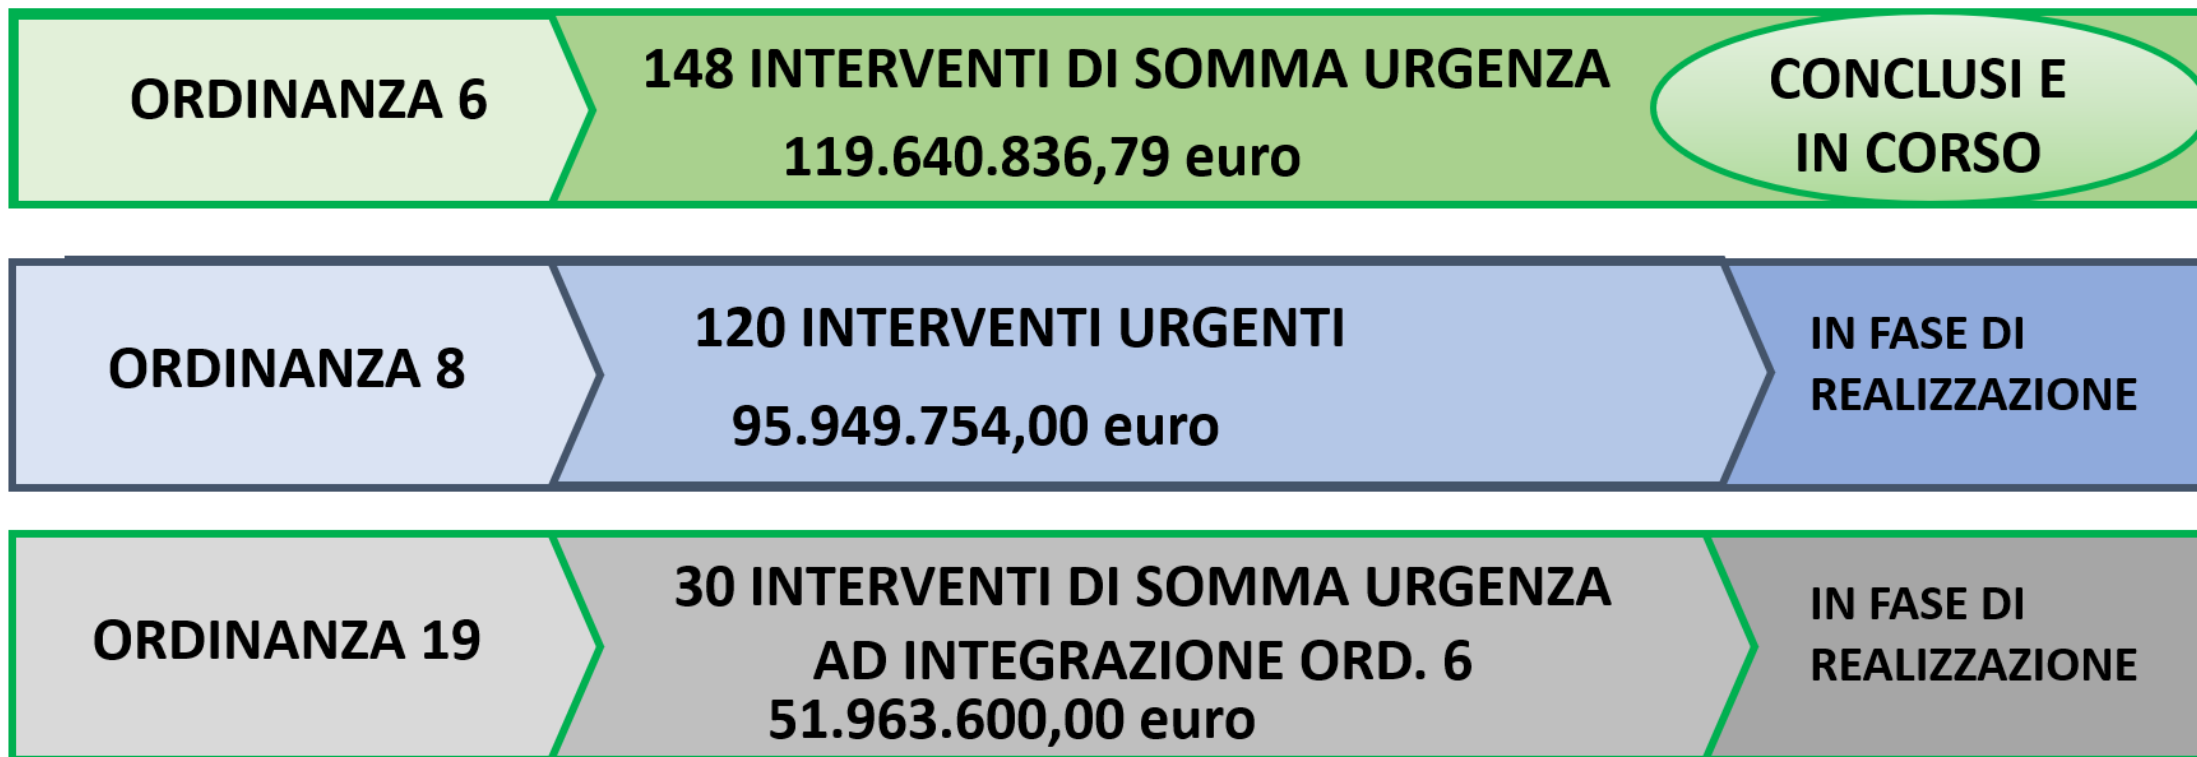 ORDINANZA 6
148 INTERVENTI DI SOMMA URGENZA
119.640.836,79 euro
CONCLUSI E
IN CORSO
ORDINANZA 8
120 INTERVENTI URGENTI
95.949.754,00 euro
IN FASE DI
REALIZZAZIONE
ORDINANZA 19
30 INTERVENTI DI SOMMA URGENZA
AD INTEGRAZIONE ORD. 6
51.963.600,00 euro
IN FASE DI
REALIZZAZIONE